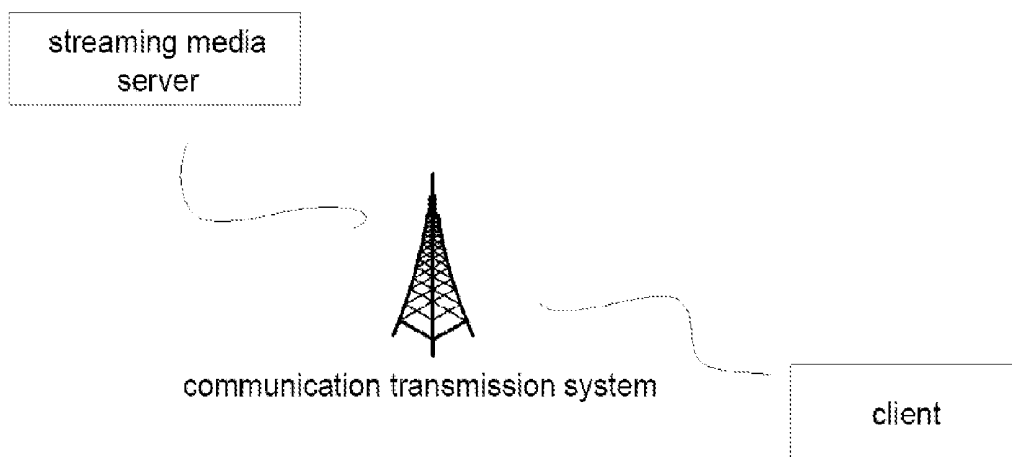 streaming media
server
communication transmission system
client